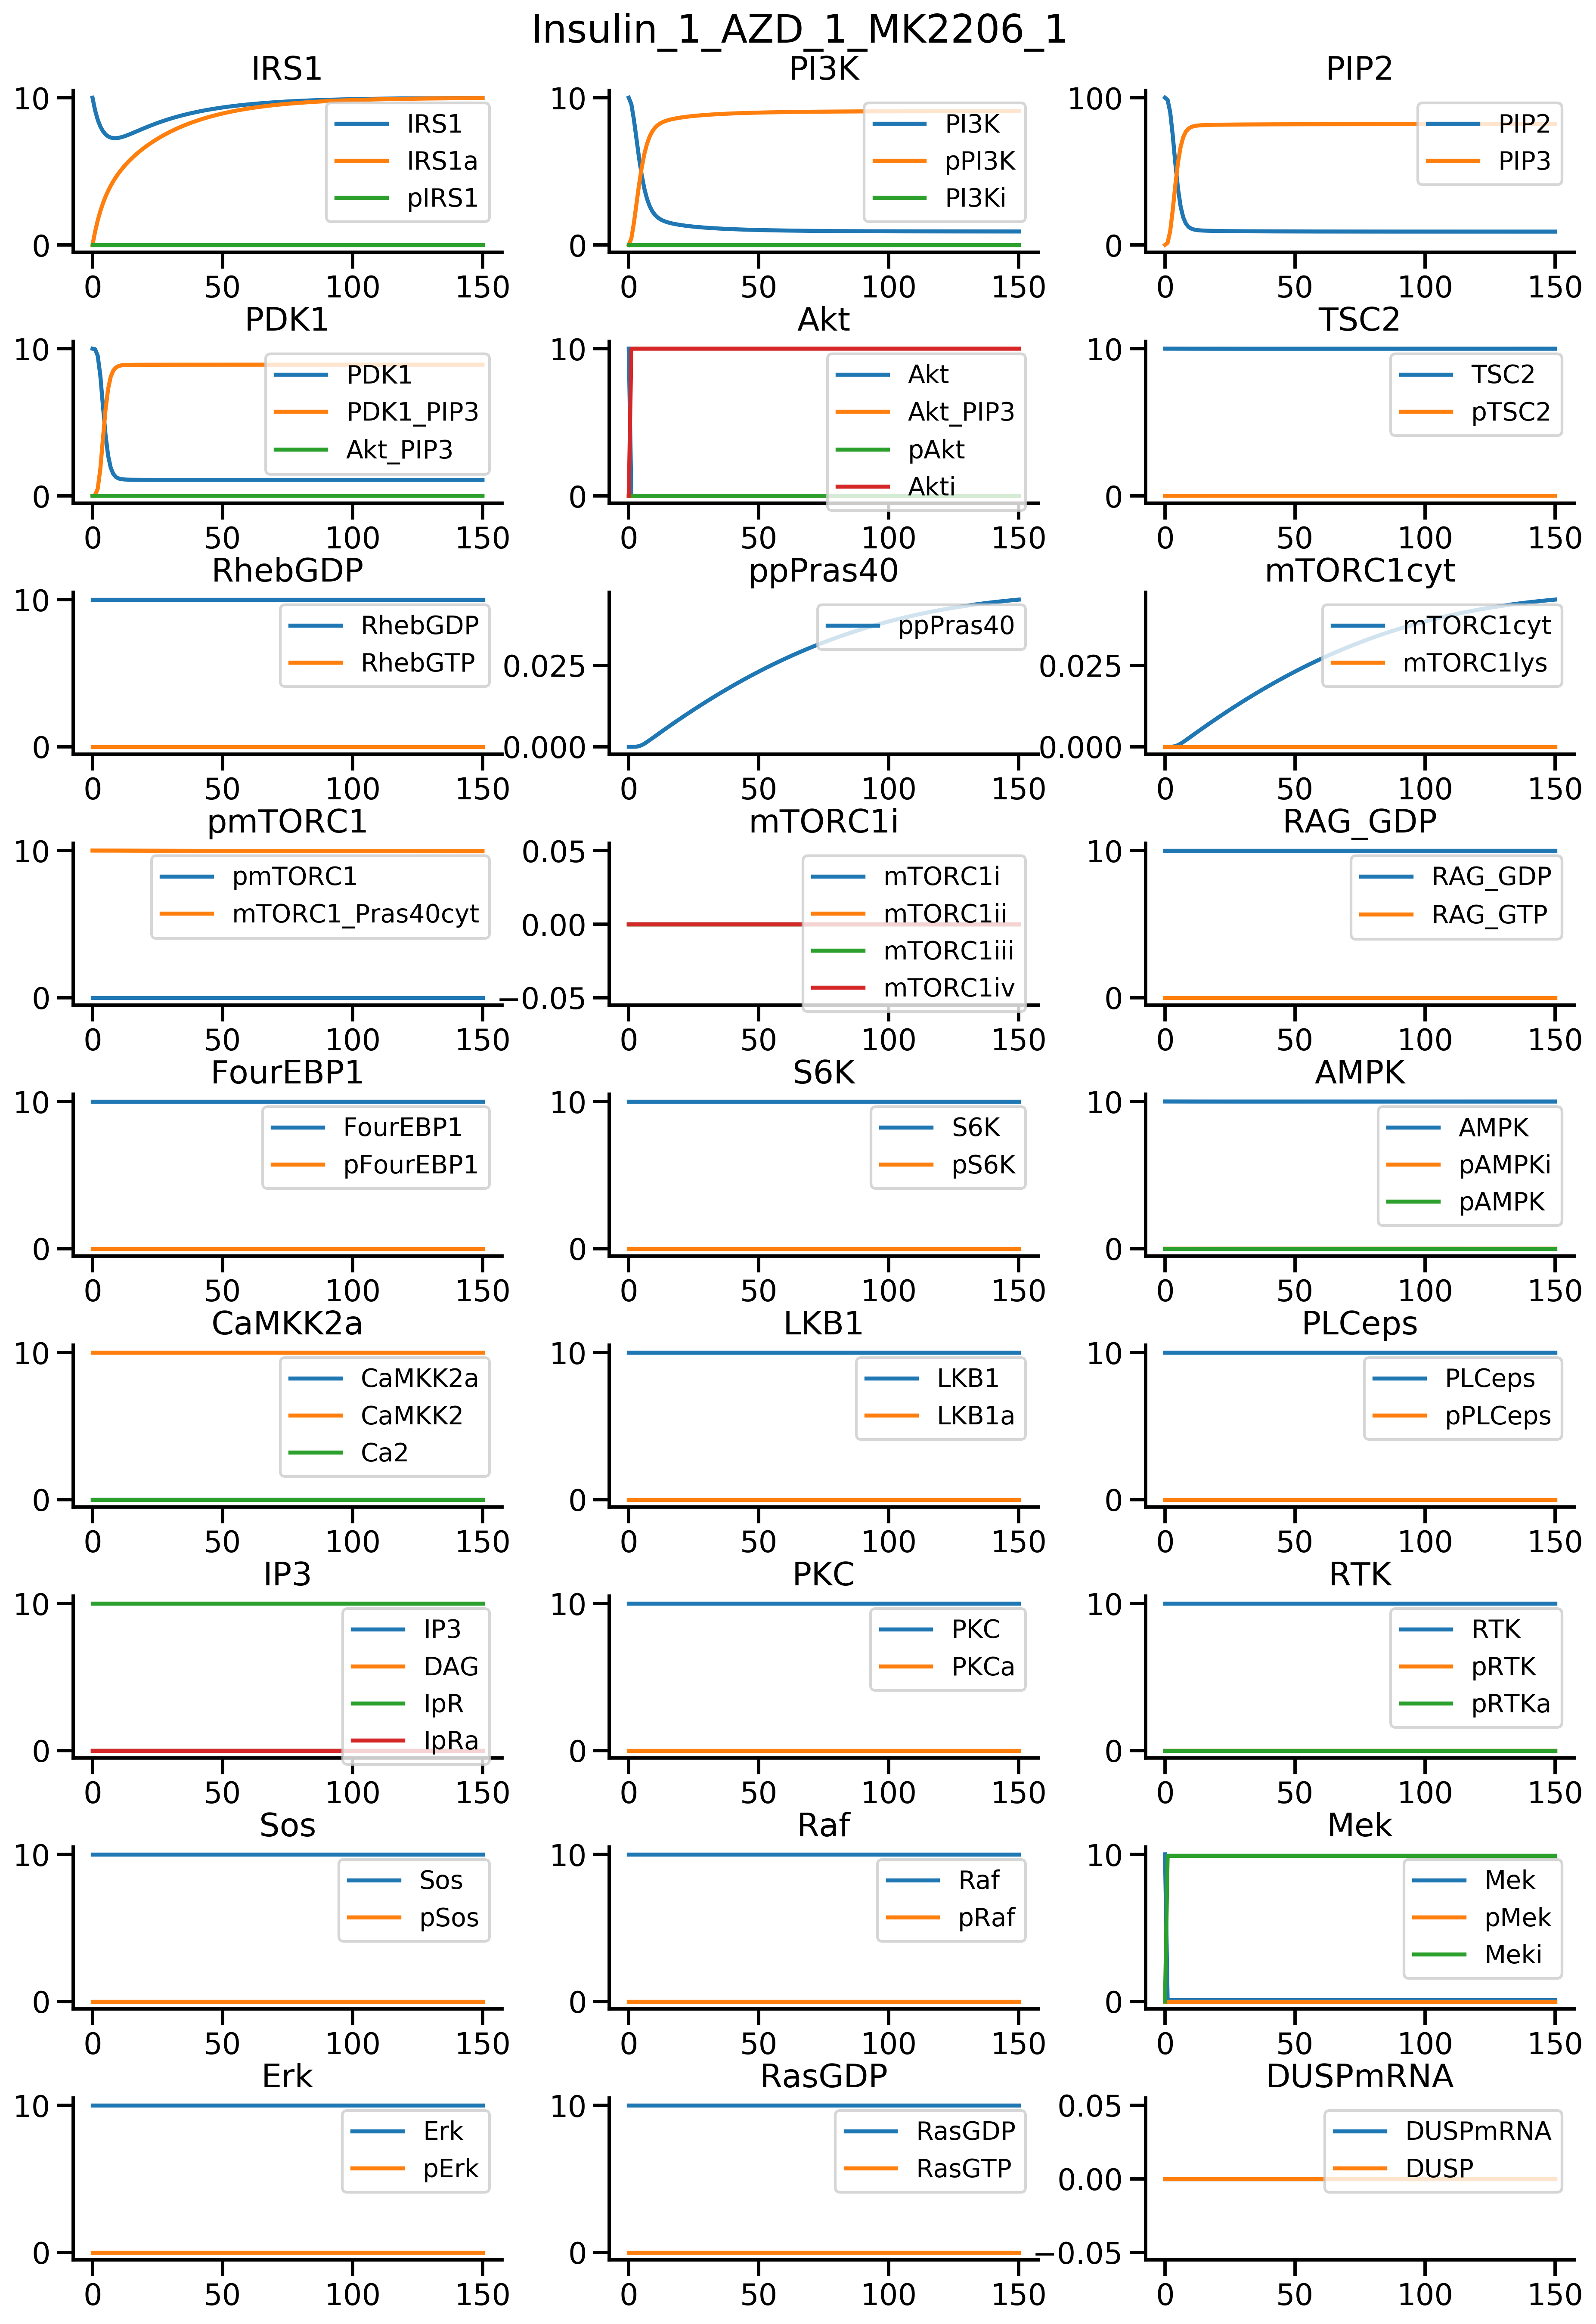 Insulin_1_AZD_1_MK2206_1
IRS1
10
0
0 50 100 150
IRS1
IRS1a
pIRS1
PI3K
10
0
0 50 100 150
PI3K
pPI3K
PI3Ki
PIP2
100
0
0 50 100 150
PIP2
PIP3
PDK1
10
0
0 50 100 150
PDK1
PDK1_PIP3
Akt_PIP3
Akt
10
0
0 50 100 150
Akt
Akt_PIP3
pAkt
Akti
TSC2
10
0
0 50 100 150
TSC2
pTSC2
RhebGDP
10
0
0 50 100 150
RhebGDP
RhebGTP
ppPras40
0.025
0.000
0 50 100 150
ppPras40
mTORC1cyt
0.025
0.000
0 50 100 150
mTORC1cyt
mTORC1lys
pmTORC1
10
0
0 50 100 150
pmTORC1
mTORC1_Pras40cyt
mTORC1i
0.05
0.00
−0.05
0 50 100 150
mTORC1i
mTORC1ii
mTORC1iii
mTORC1iv
RAG_GDP
10
0
0 50 100 150
RAG_GDP
RAG_GTP
FourEBP1
10
0
0 50 100 150
FourEBP1
pFourEBP1
S6K
10
0
0 50 100 150
S6K
pS6K
AMPK
10
0
0 50 100 150
AMPK
pAMPKi
pAMPK
CaMKK2a
10
0
0 50 100 150
CaMKK2a
CaMKK2
Ca2
LKB1
10
0
0 50 100 150
LKB1
LKB1a
PLCeps
10
0
0 50 100 150
PLCeps
pPLCeps
IP3
10
0
0 50 100 150
IP3
DAG
IpR
IpRa
PKC
10
0
0 50 100 150
PKC
PKCa
RTK
10
0
0 50 100 150
RTK
pRTK
pRTKa
Sos
10
0
0 50 100 150
Sos
pSos
Raf
10
0
0 50 100 150
Raf
pRaf
Mek
10
0
0 50 100 150
Mek
pMek
Meki
Erk
10
0
0 50 100 150
Erk
pErk
RasGDP
10
0
0 50 100 150
RasGDP
RasGTP
DUSPmRNA
0.05
0.00
−0.05
0 50 100 150
DUSPmRNA
DUSP